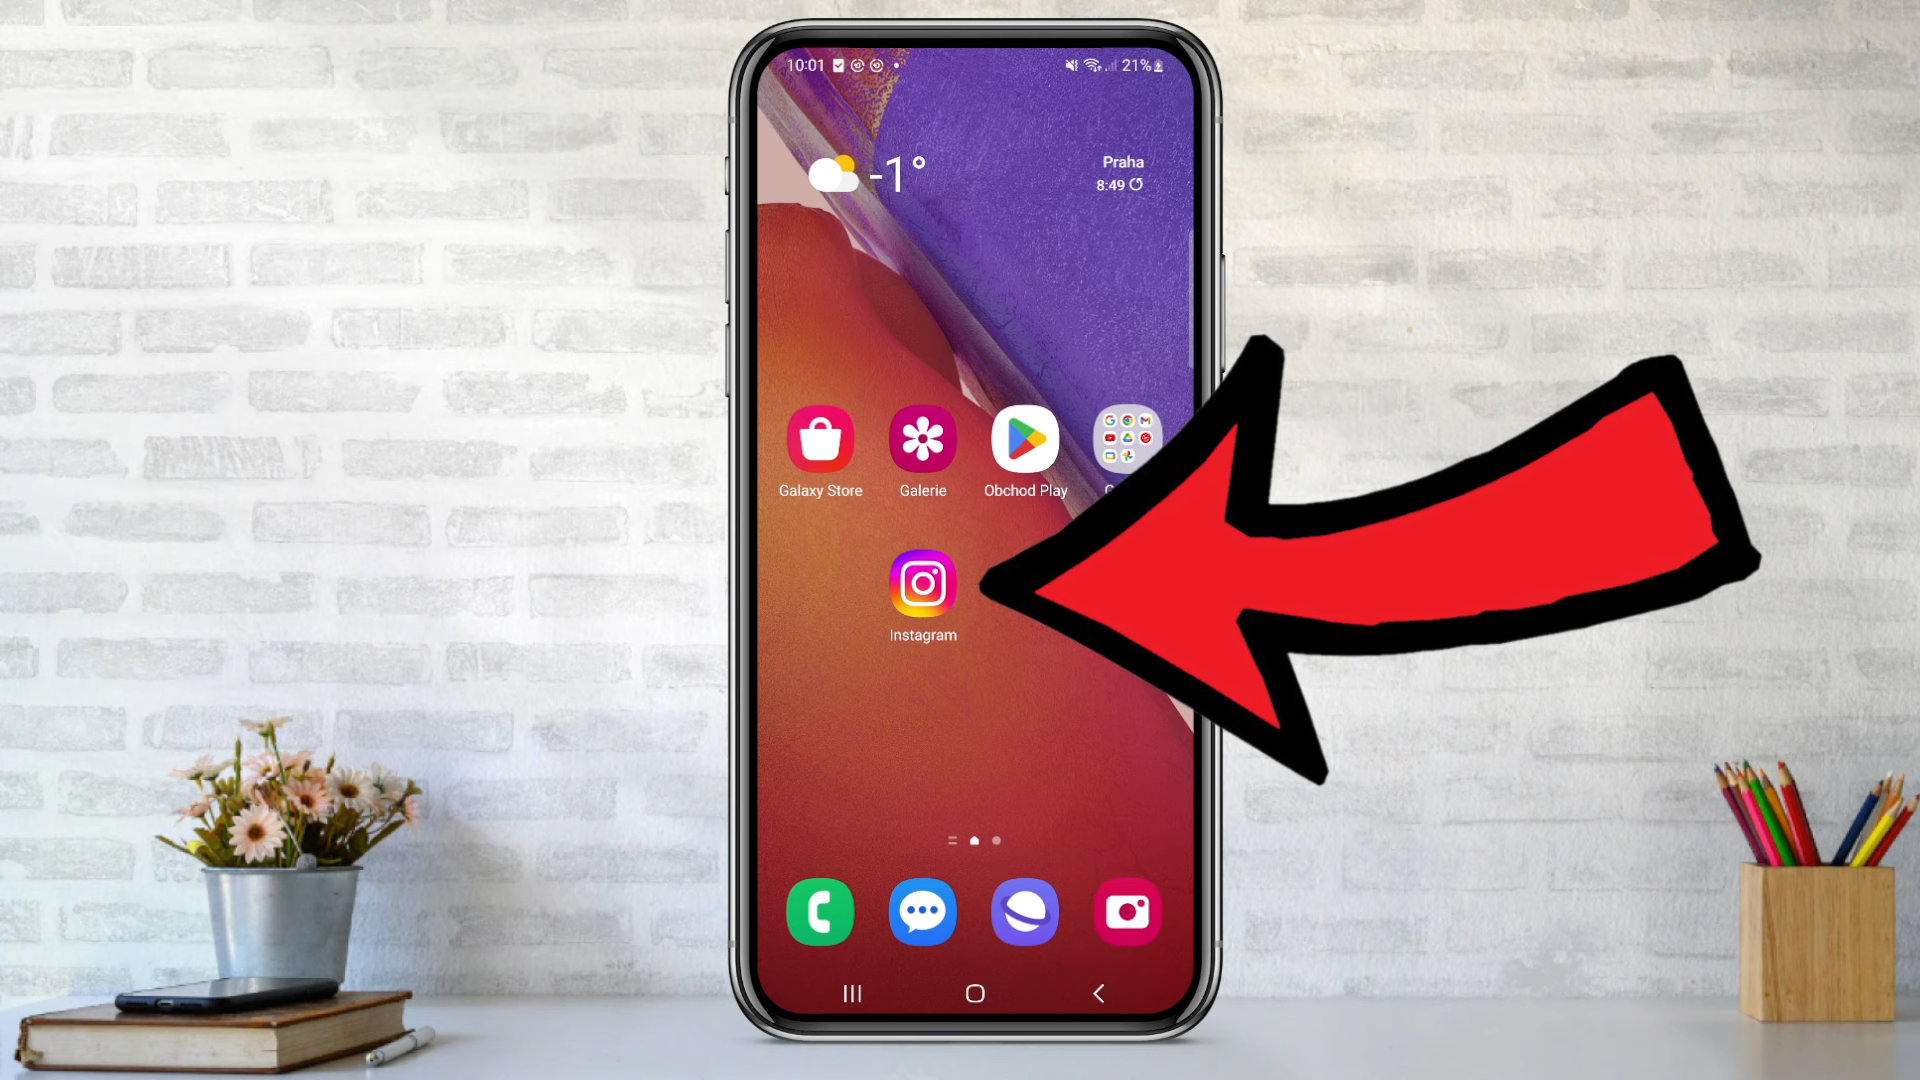 10:01 21%
-1°
Praha
8:49
Galaxy Store Galerie Obchod Play
Instagram